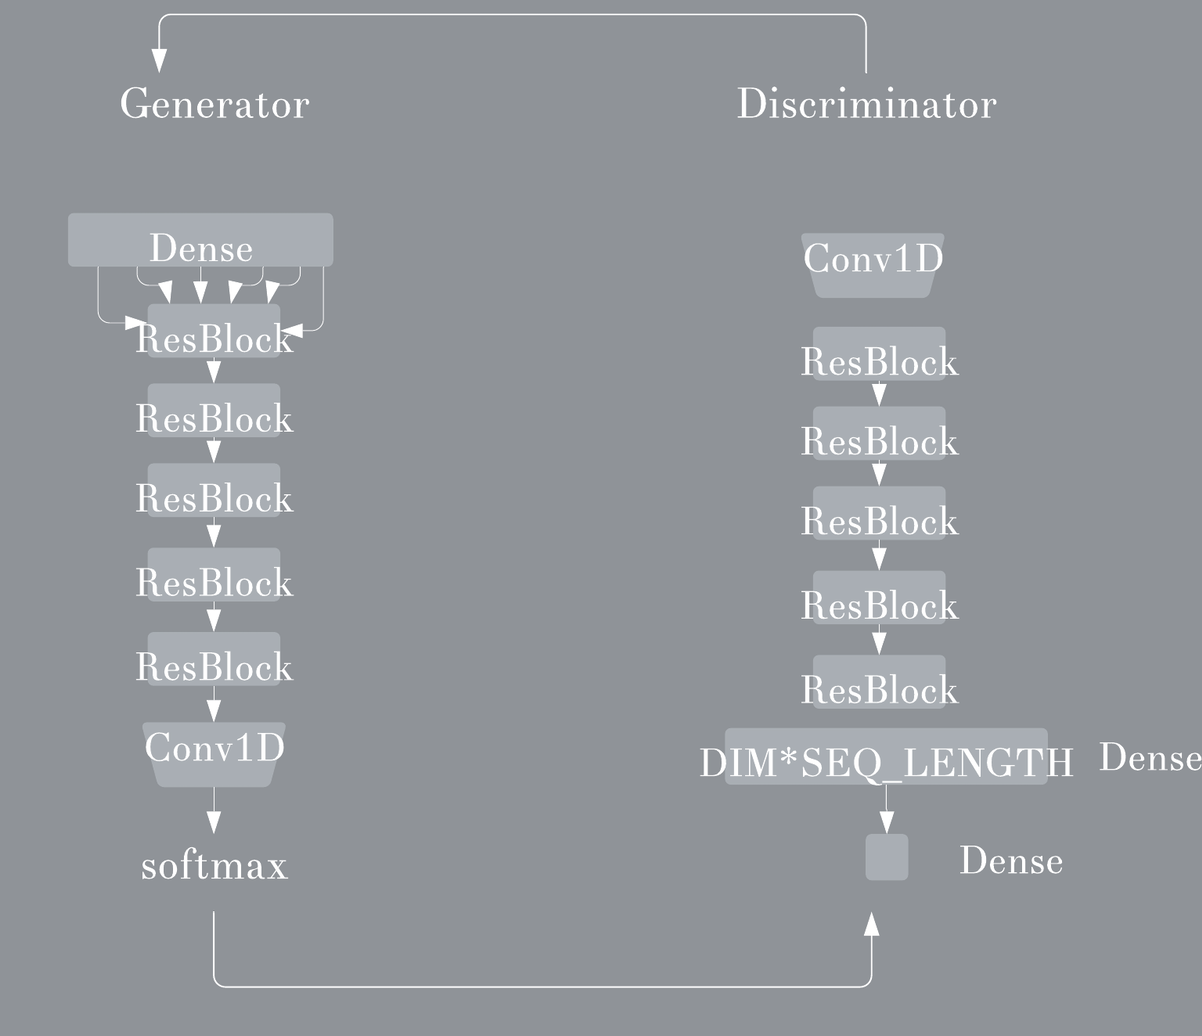 Generator
Dense
ResBlock
ResBlock
ResBlock
ResBlock
ResBlock
Conv1D
softmax
Discriminator
Conv1D
ResBlock
ResBlock
ResBlock
ResBlock
ResBlock
DIM*SEQ_LENGTH Dense
Dense